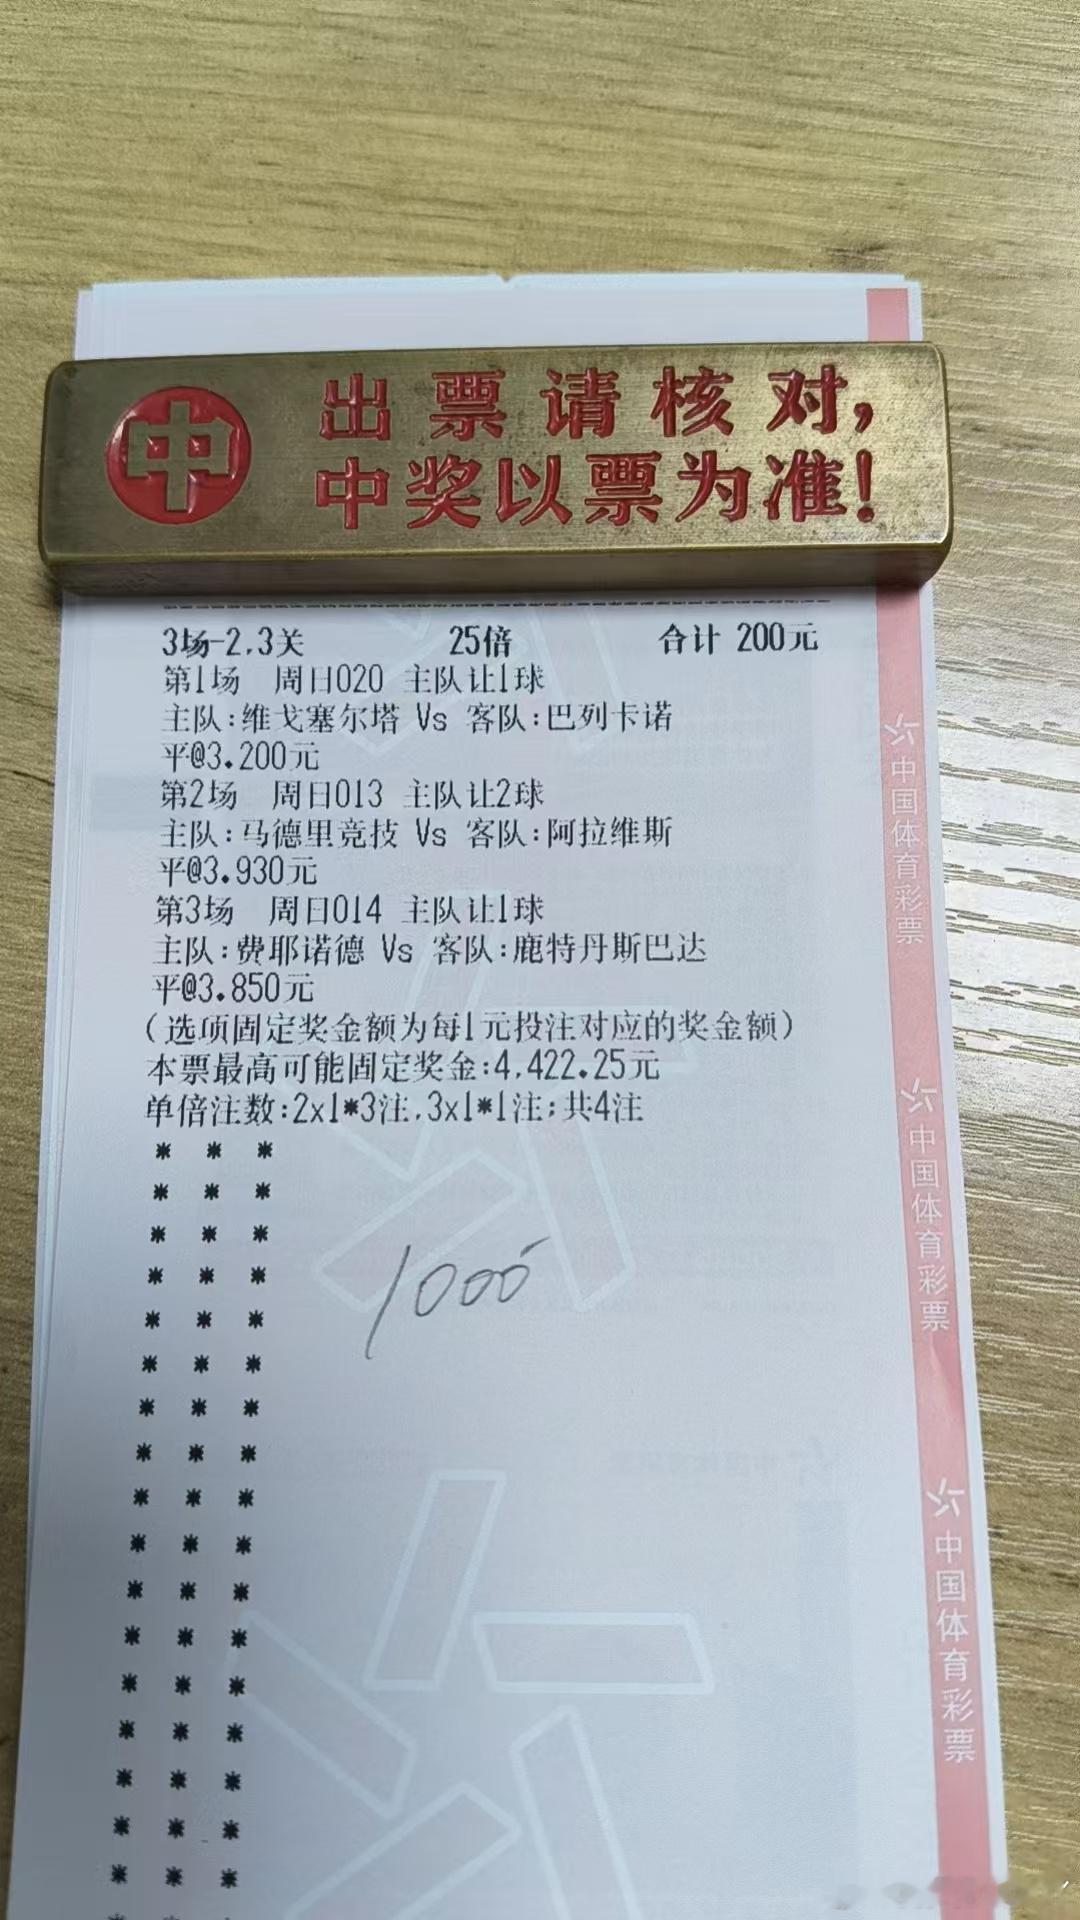 中
出票请核对,
中奖以票为准!
3场-2,3关 25倍 合计 200元
第1场 周日020 主队让1球
主队:维戈塞尔塔 Vs 客队:巴列卡诺
平@3.200元
第2场 周日013 主队让2球
主队:马德里竞技 Vs 客队:阿拉维斯
平@3.930元
第3场 周日014 主队让1球
主队:费耶诺德 Vs 客队:鹿特丹斯巴达
平@3.850元
(选项固定奖金额为每1元投注对应的奖金额)
本票最高可能固定奖金:4,422.25元
单倍注数:2x1*3注,3x1*1注;共4注
1000
中国体育彩票
中国体育彩票
中国体育彩票